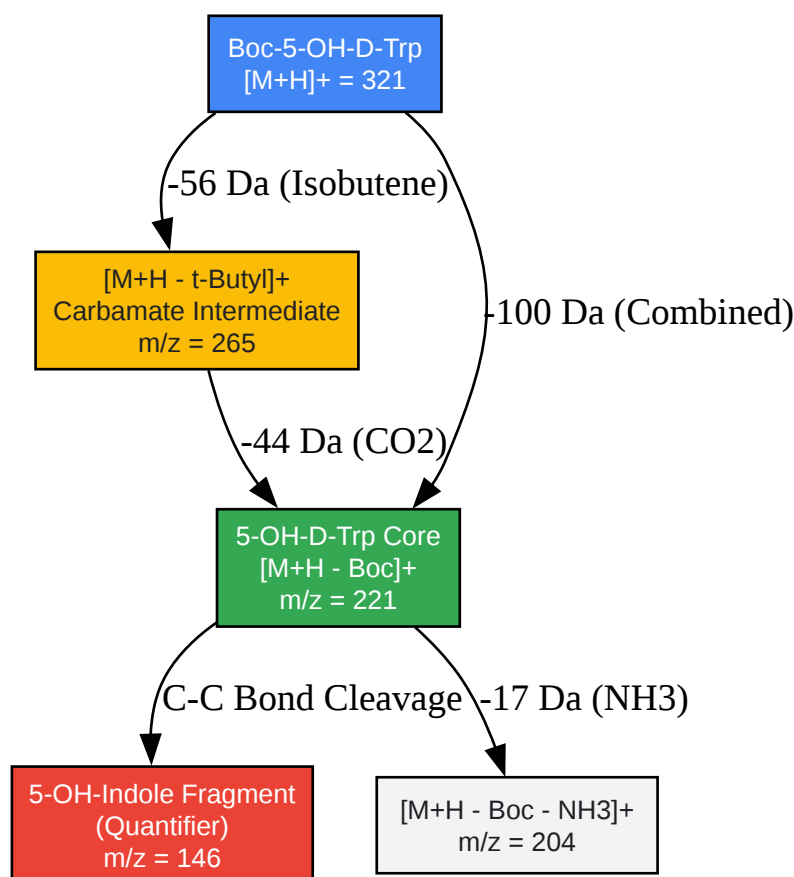 Boc-5-OH-D-Trp
[M+H]+ = 321
-56 Da (Isobutene)
[M+H - t-Butyl]+
Carbamate Intermediate
m/z = 265
-100 Da (Combined)
-44 Da (CO2)
5-OH-D-Trp Core
[M+H - Boc]+
m/z = 221
C-C Bond Cleavage
-17 Da (NH3)
5-OH-Indole Fragment
(Quantifier)
m/z = 146
[M+H - Boc - NH3]+
m/z = 204